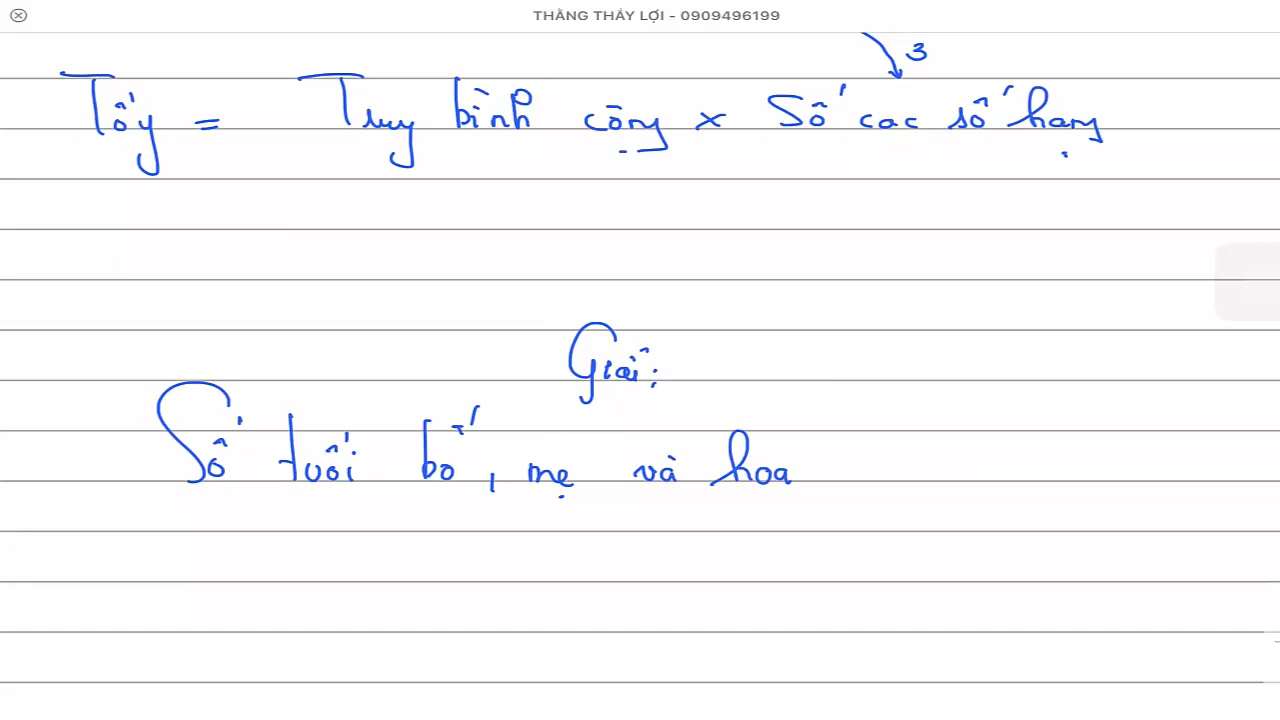 THẰNG THẦY LỢI - 0909496199
3
Tổng = Trung bình cộng x Số các số hạng
Giải:
Số tuổi bố, mẹ và hoa